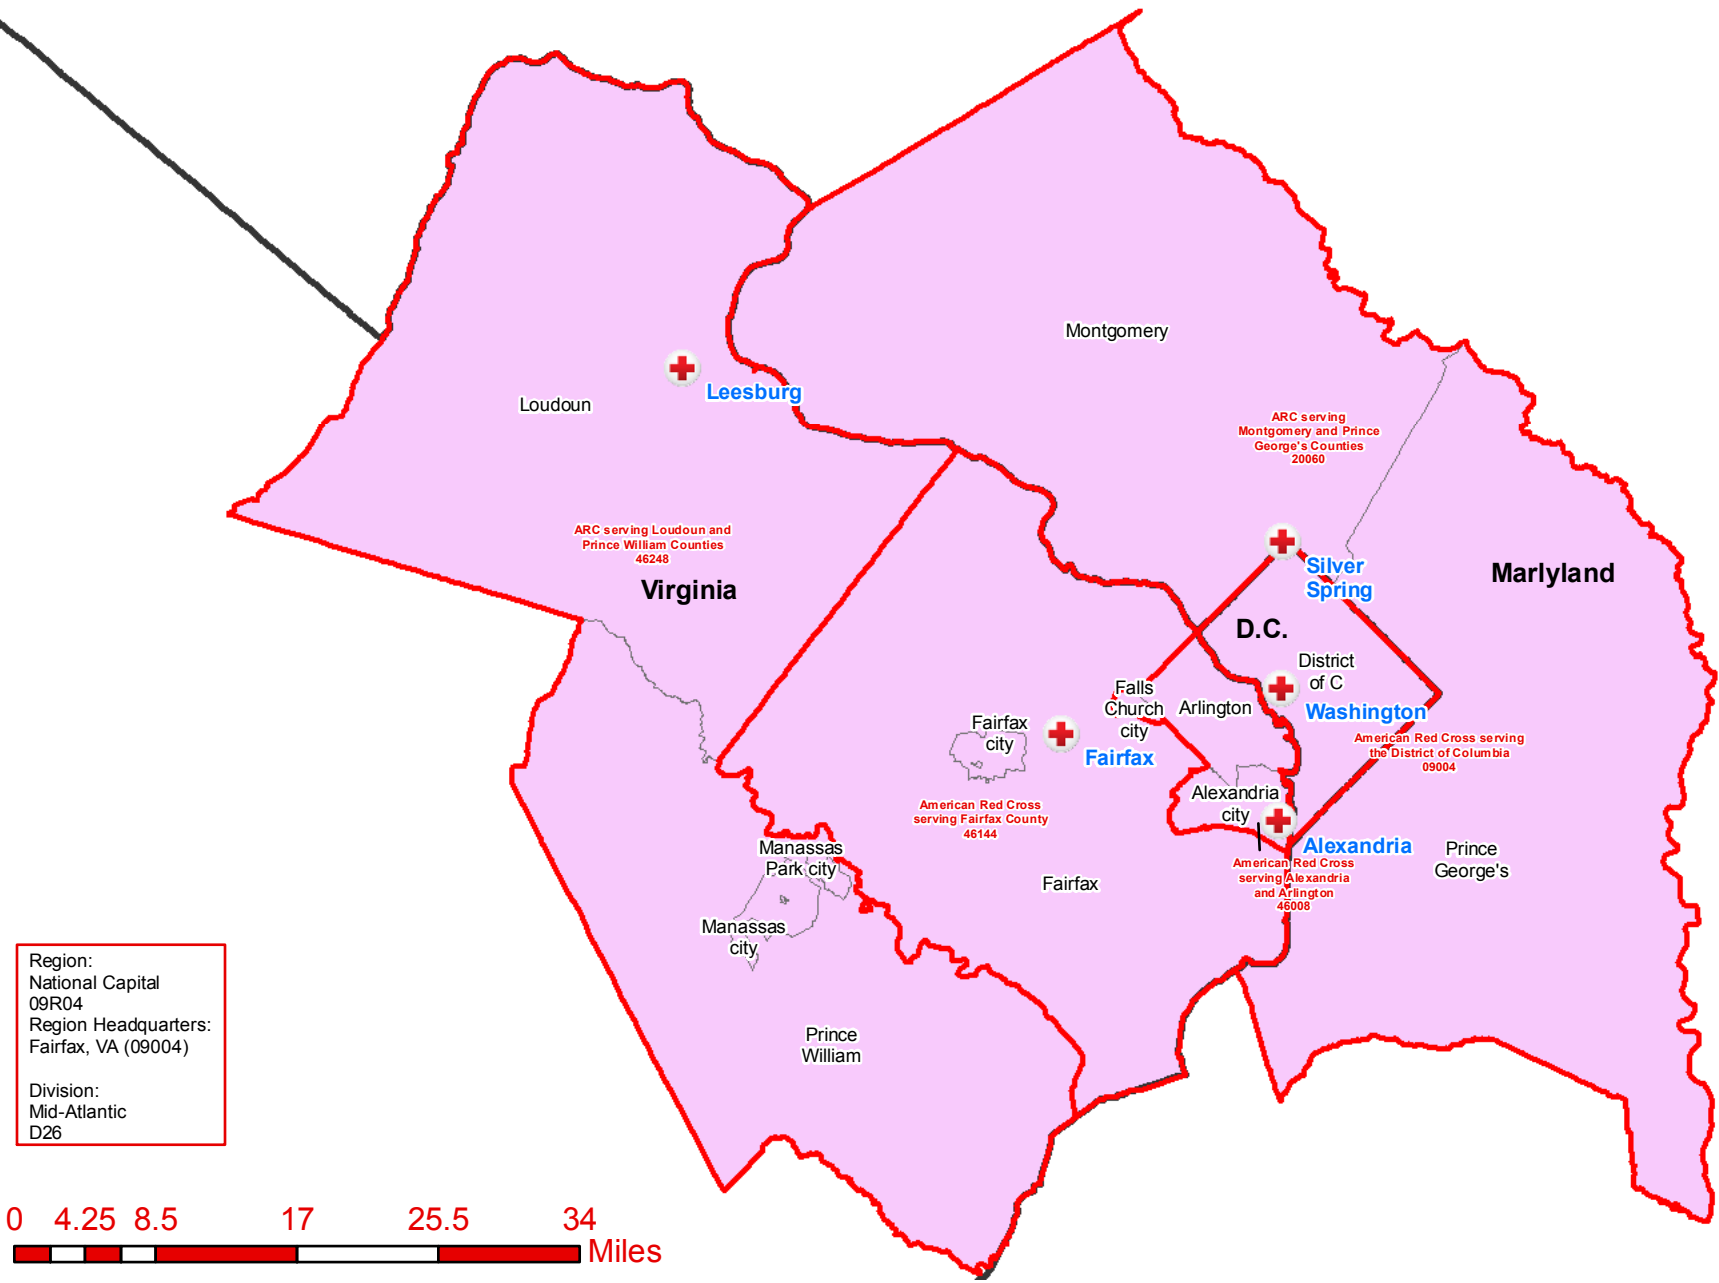 Montgomery
Leesburg
Loudoun
ARC serving
Montgomery and Prince
George's Counties
20060
ARC serving Loudoun and
Prince William Counties
46248
Virginia
Silver
Spring
Marlyland
D.C.
District
of C
Falls
Church
city
Arlington
Washington
Fairfax
city
Fairfax
American Red Cross serving
the District of Columbia
09004
Alexandria
city
American Red Cross
serving Fairfax County
46144
Alexandria
Manassas
Park city
American Red Cross
serving Alexandria
and Arlington
46008
Prince
George's
Fairfax
Manassas
city
Prince
William
Region:
National Capital
09R04
Region Headquarters:
Fairfax, VA (09004)
Division:
Mid-Atlantic
D26
0 4.25 8.5 17 25.5 34
Miles